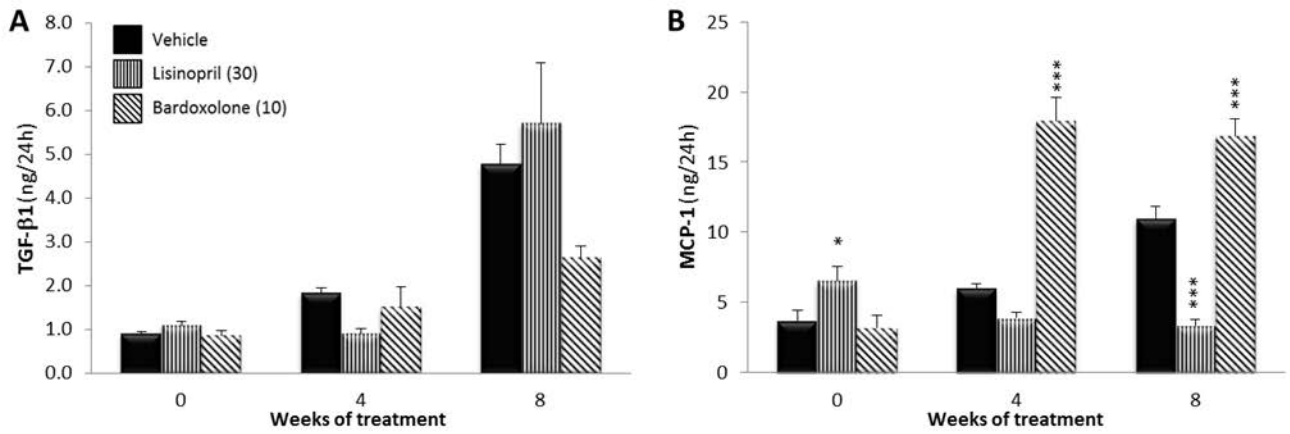 A
Vehicle
Lisinopril (30)
Bardoxolone (10)
TGF-β1 (ng/24h)
8.0
7.0
6.0
5.0
4.0
3.0
2.0
1.0
0.0
0
4
8
Weeks of treatment
B
MCP-1 (ng/24h)
25
20
15
10
5
0
*
***
***
***
0
4
8
Weeks of treatment